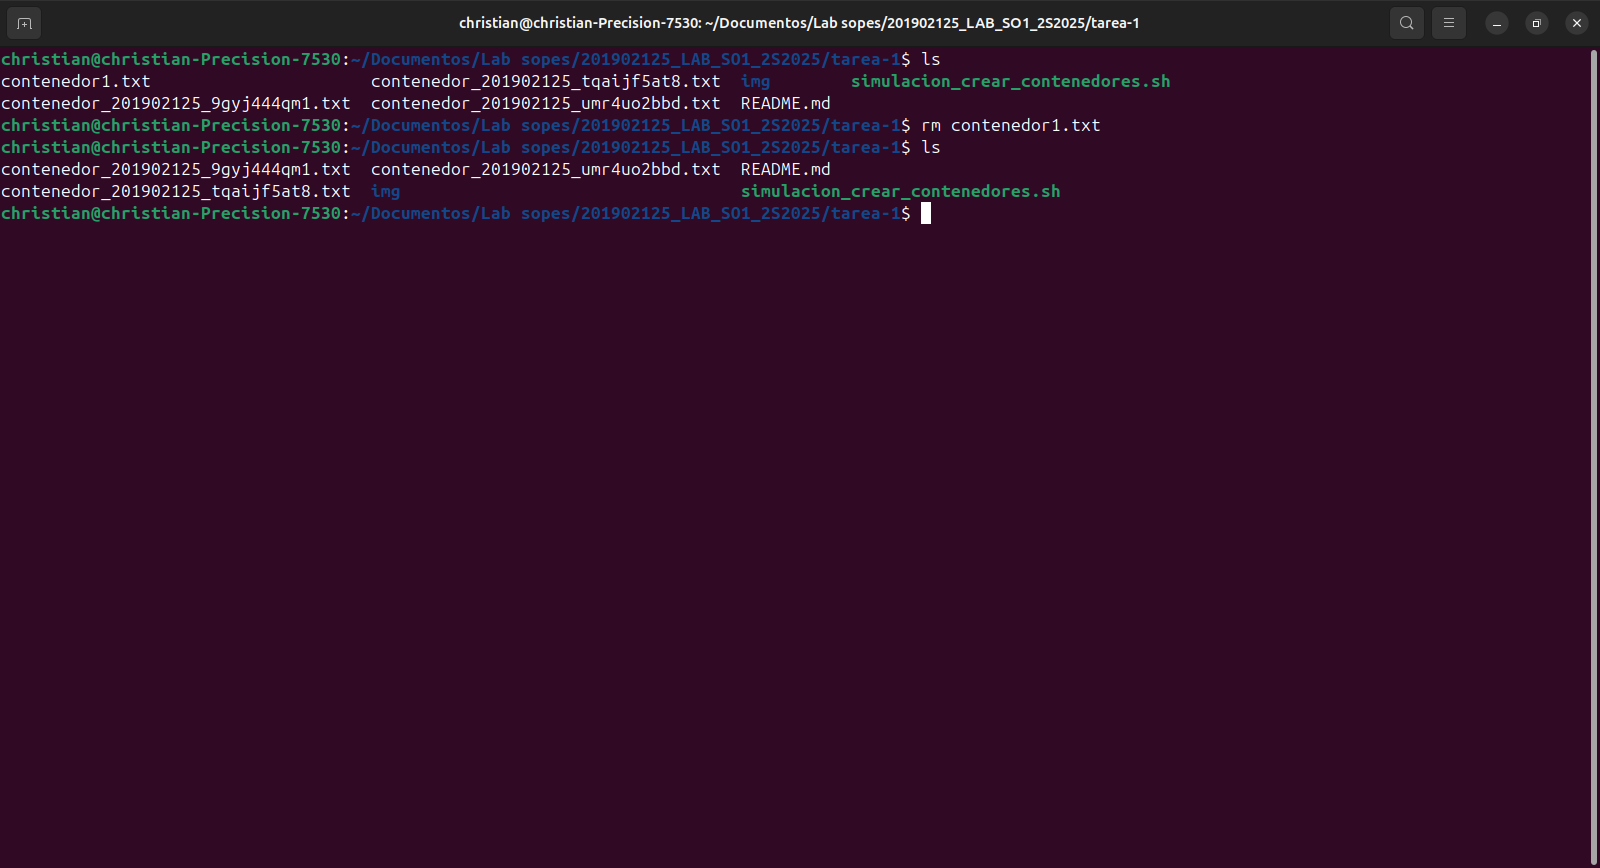 christian@christian-Precision-7530: ~/Documentos/Lab sopes/201902125_LAB_SO1_2S2025/tarea-1
christian@christian-Precision-7530:~/Documentos/Lab sopes/201902125_LAB_SO1_2S2025/tarea-1$ ls
contenedor1.txt contenedor_201902125_tqaijf5at8.txt img simulacion_crear_contenedores.sh
contenedor_201902125_9gyj444qm1.txt contenedor_201902125_umr4uo2bbd.txt README.md
christian@christian-Precision-7530:~/Documentos/Lab sopes/201902125_LAB_SO1_2S2025/tarea-1$ rm contenedor1.txt
christian@christian-Precision-7530:~/Documentos/Lab sopes/201902125_LAB_SO1_2S2025/tarea-1$ ls
contenedor_201902125_9gyj444qm1.txt contenedor_201902125_umr4uo2bbd.txt README.md
contenedor_201902125_tqaijf5at8.txt img simulacion_crear_contenedores.sh
christian@christian-Precision-7530:~/Documentos/Lab sopes/201902125_LAB_SO1_2S2025/tarea-1$